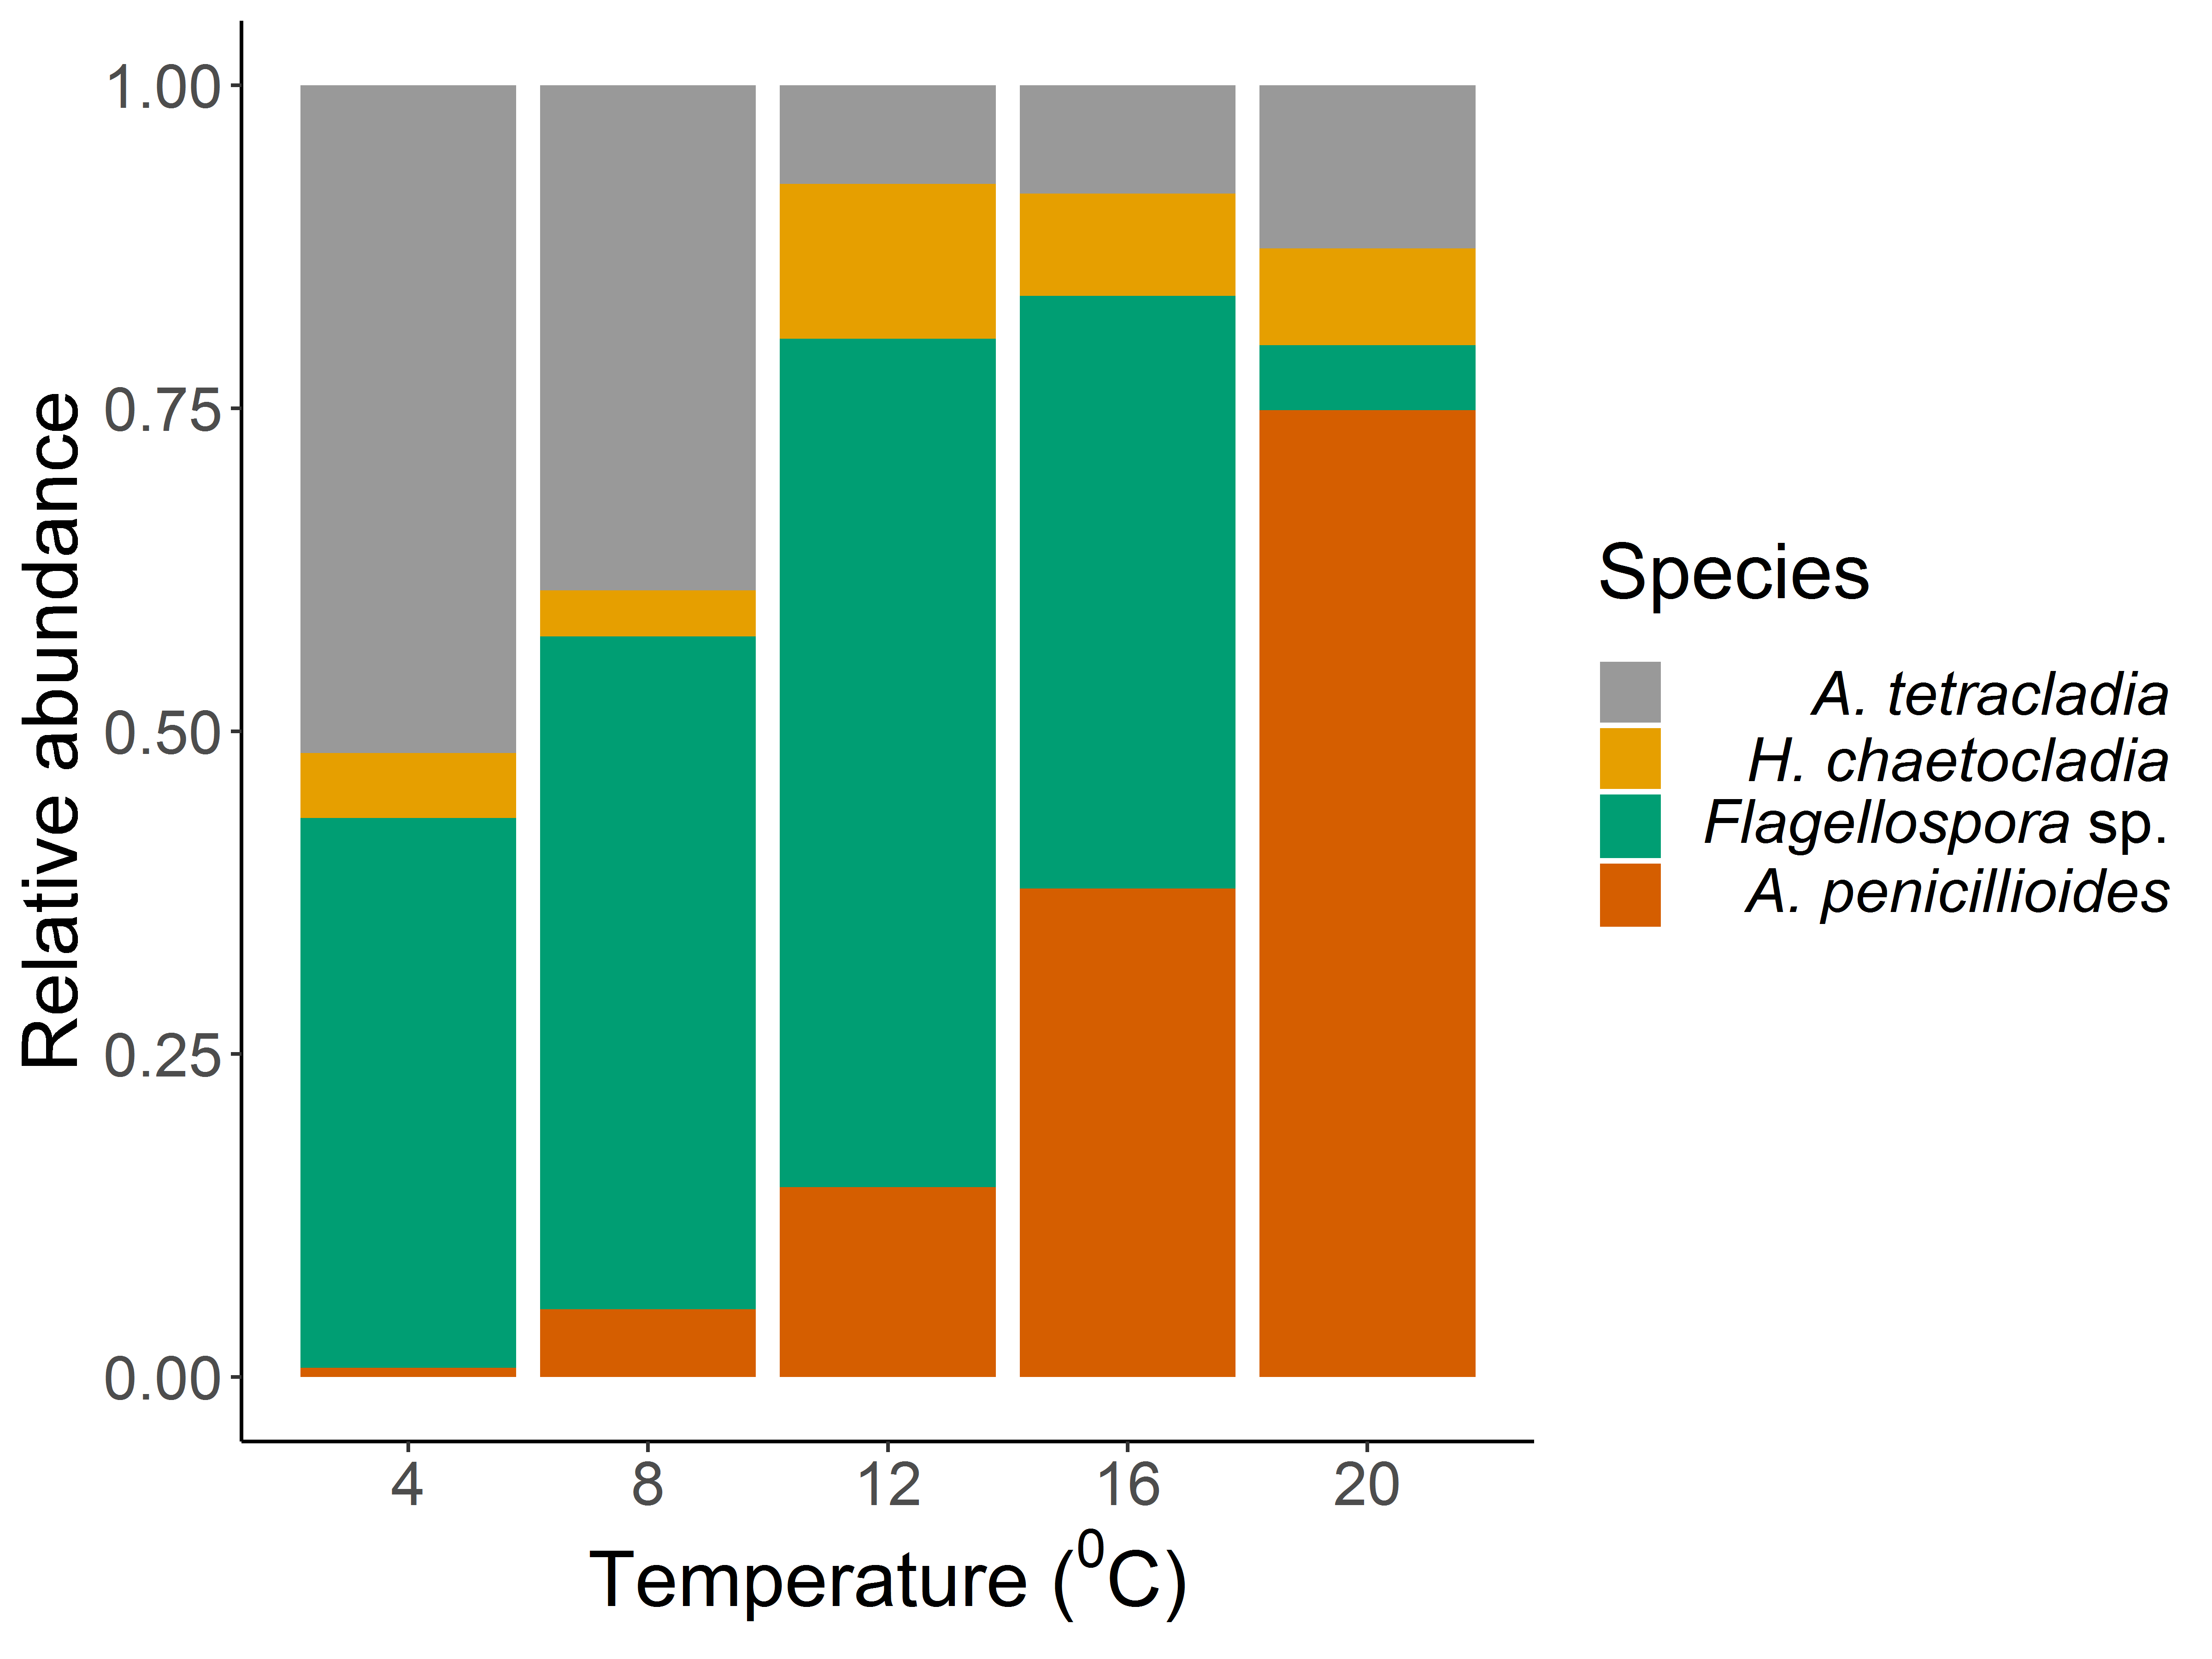 1.00
0.75
0.50
0.25
0.00
Relative abundance
4 8 12 16 20
Temperature (⁰C)
Species
A. tetracladia
H. chaetocladia
Flagellospora sp.
A. penicillioides